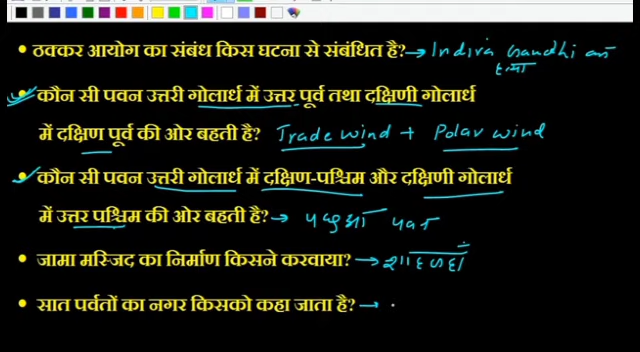 • ठक्कर आयोग का संबंध किस घटना से संबंधित है? → Indira Gandhi की
हत्या
• कौन सी पवन उत्तरी गोलार्ध में उत्तर पूर्व तथा दक्षिणी गोलार्ध
में दक्षिण पूर्व की ओर बहती है? Trade wind + Polar wind
• कौन सी पवन उत्तरी गोलार्ध में दक्षिण-पश्चिम और दक्षिणी गोलार्ध
में उत्तर पश्चिम की ओर बहती है? → पछुआ पवन
• जामा मस्जिद का निर्माण किसने करवाया? → शाहजहाँ
• सात पर्वतों का नगर किसको कहा जाता है? →